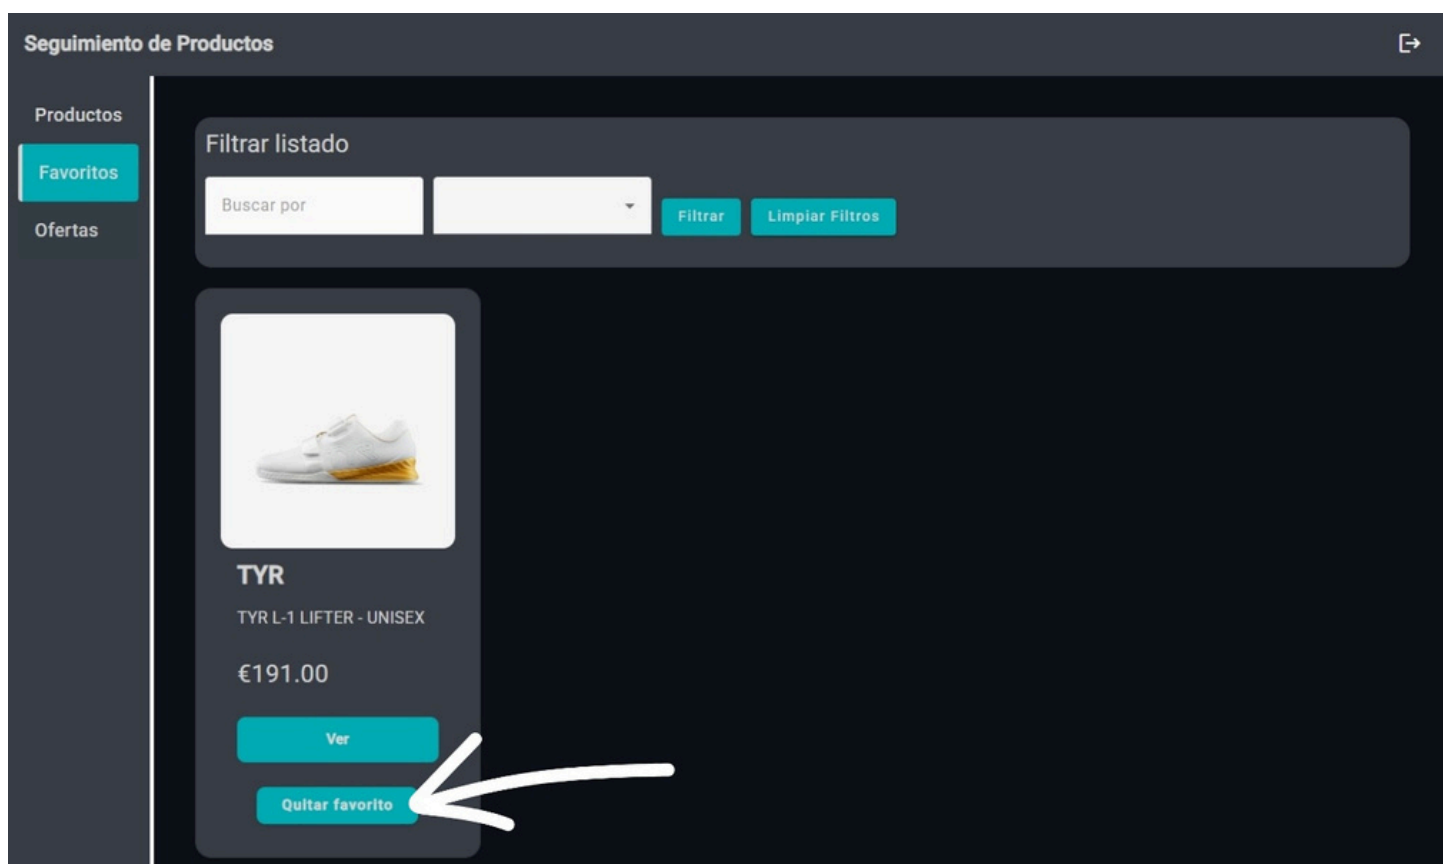 Seguimiento de Productos
Productos
Favoritos
Ofertas
Filtrar listado
Buscar por
Filtrar
Limpiar Filtros
TYR
TYR L-1 LIFTER - UNISEX
€191.00
Ver
Quitar favorito